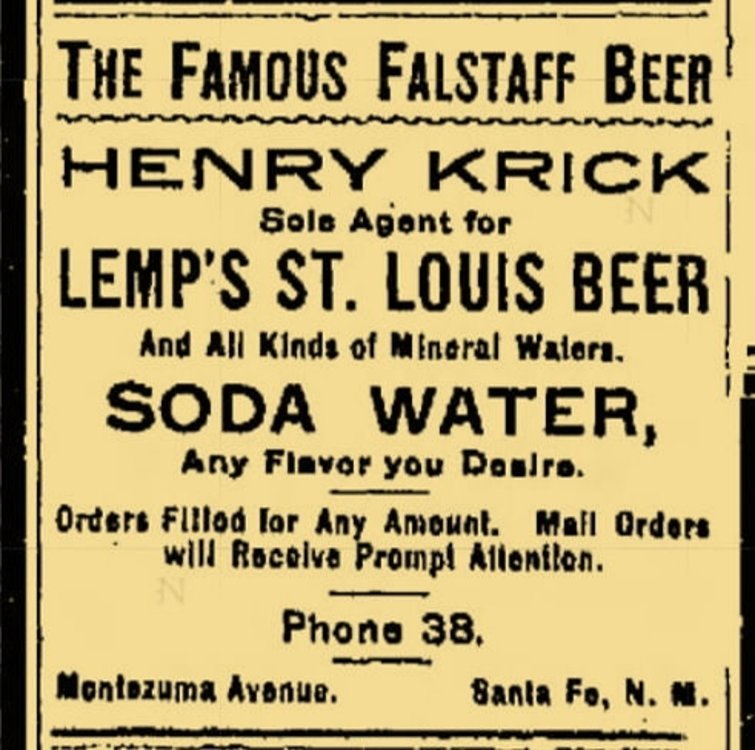 THE FAMOUS FALSTAFF BEER
HENRY KRICK
Sole Agent for
LEMP'S ST. LOUIS BEER
And All Kinds of Mineral Waters.
SODA WATER,
Any Flavor you Desire.
Orders Filled for Any Amount. Mail Orders
will Receive Prompt Attention.
Phone 38.
Montezuma Avenue. Santa Fe, N. M.